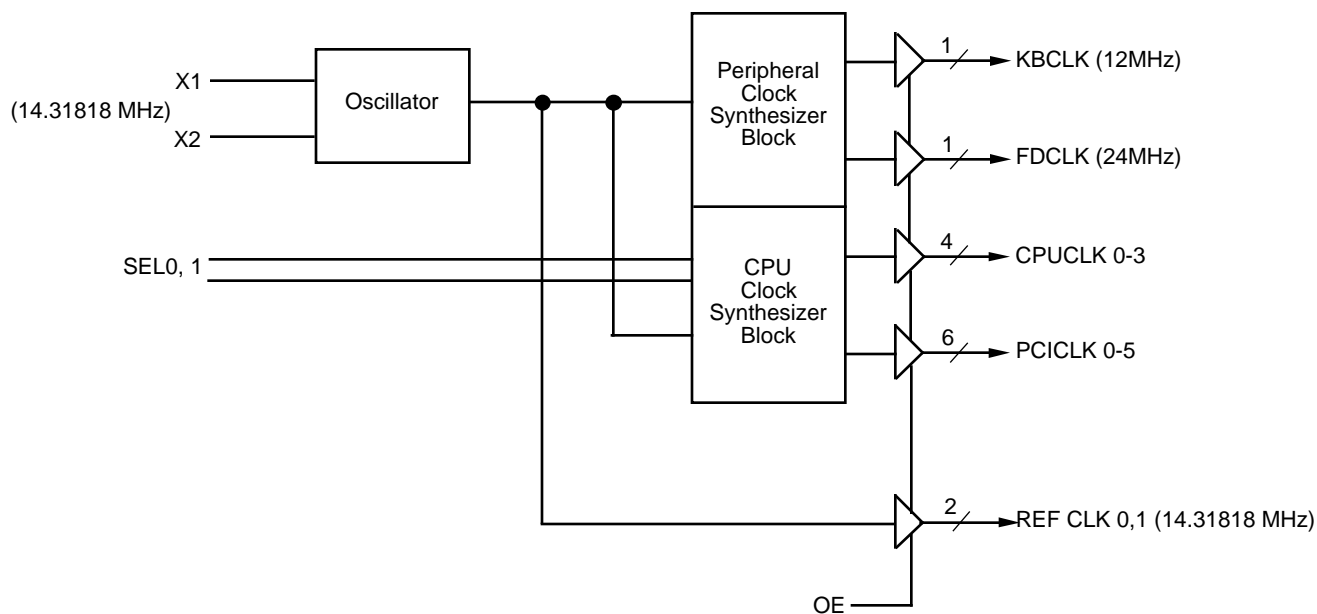 X1
(14.31818 MHz)
X2
Oscillator
Peripheral
Clock
Synthesizer
Block
1
KBCLK (12MHz)
1
FDCLK (24MHz)
SEL0, 1
CPU
Clock
Synthesizer
Block
4
CPUCLK 0-3
6
PCICLK 0-5
2
REF CLK 0,1 (14.31818 MHz)
OE